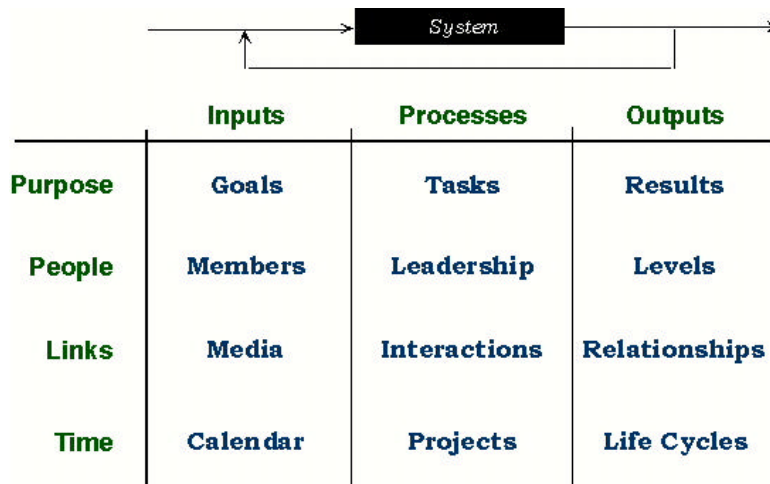 System
Inputs Processes Outputs
Purpose Goals Tasks Results
People Members Leadership Levels
Links Media Interactions Relationships
Time Calendar Projects Life Cycles